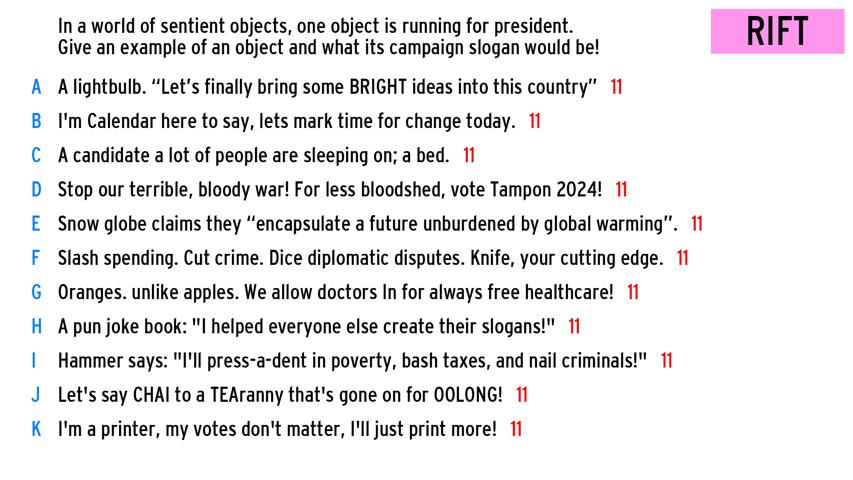 In a world of sentient objects, one object is running for president.
Give an example of an object and what its campaign slogan would be!
RIFT
A A lightbulb. “Let’s finally bring some BRIGHT ideas into this country” 11
B I'm Calendar here to say, lets mark time for change today. 11
C A candidate a lot of people are sleeping on; a bed. 11
D Stop our terrible, bloody war! For less bloodshed, vote Tampon 2024! 11
E Snow globe claims they “encapsulate a future unburdened by global warming”. 11
F Slash spending. Cut crime. Dice diplomatic disputes. Knife, your cutting edge. 11
G Oranges. unlike apples. We allow doctors In for always free healthcare! 11
H A pun joke book: "I helped everyone else create their slogans!" 11
I Hammer says: "I'll press-a-dent in poverty, bash taxes, and nail criminals!" 11
J Let's say CHAI to a TEAranny that's gone on for OOLONG! 11
K I'm a printer, my votes don't matter, I'll just print more! 11